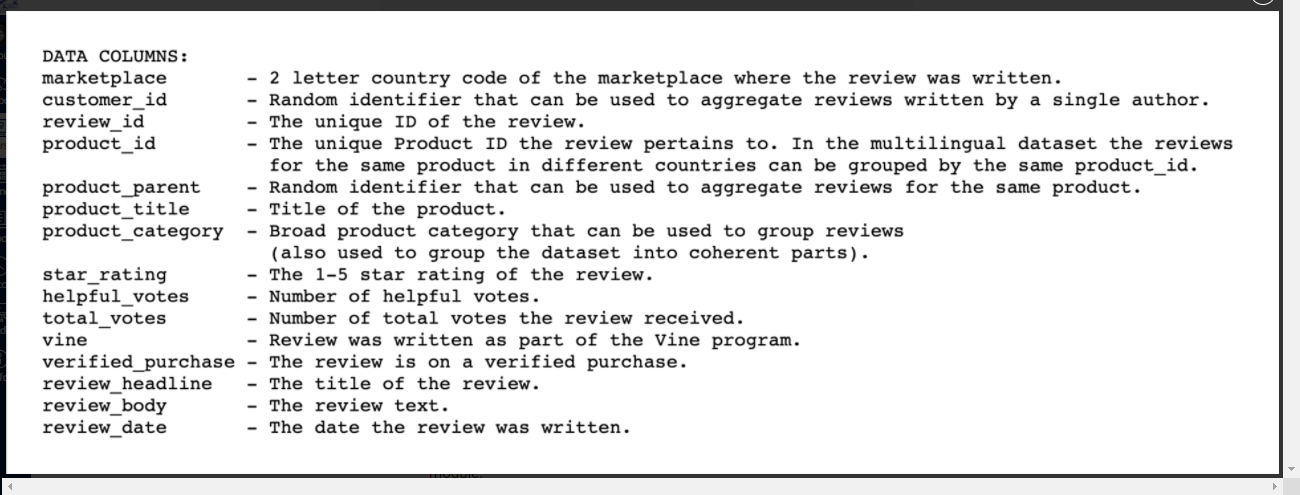 DATA COLUMNS:
marketplace - 2 letter country code of the marketplace where the review was written.
customer_id - Random identifier that can be used to aggregate reviews written by a single author.
review_id - The unique ID of the review.
product_id - The unique Product ID the review pertains to. In the multilingual dataset the reviews
for the same product in different countries can be grouped by the same product_id.
product_parent - Random identifier that can be used to aggregate reviews for the same product.
product_title - Title of the product.
product_category - Broad product category that can be used to group reviews
(also used to group the dataset into coherent parts).
star_rating - The 1-5 star rating of the review.
helpful_votes - Number of helpful votes.
total_votes - Number of total votes the review received.
vine - Review was written as part of the Vine program.
verified_purchase - The review is on a verified purchase.
review_headline - The title of the review.
review_body - The review text.
review_date - The date the review was written.